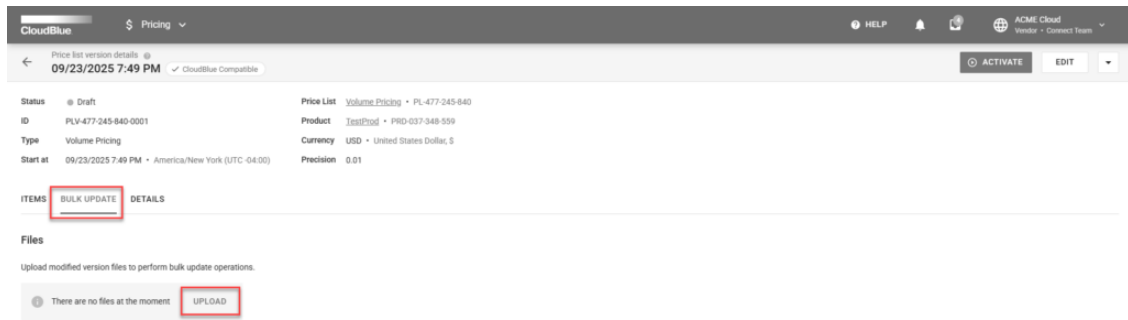 CloudBlue.
$ Pricing
HELP
ACME Cloud
Vendor • Connect Team
Price list version details
09/23/2025 7:49 PM
CloudBlue Compatible
ACTIVATE
EDIT
Status Draft
Price List Volume Pricing • PL-477-245-840
ID PLV-477-245-840-0001
Product TestProd • PRD-037-348-559
Type Volume Pricing
Currency USD • United States Dollar, $
Start at 09/23/2025 7:49 PM • America/New York (UTC -04:00)
Precision 0.01
ITEMS BULK UPDATE DETAILS
Files
Upload modified version files to perform bulk update operations.
There are no files at the moment UPLOAD